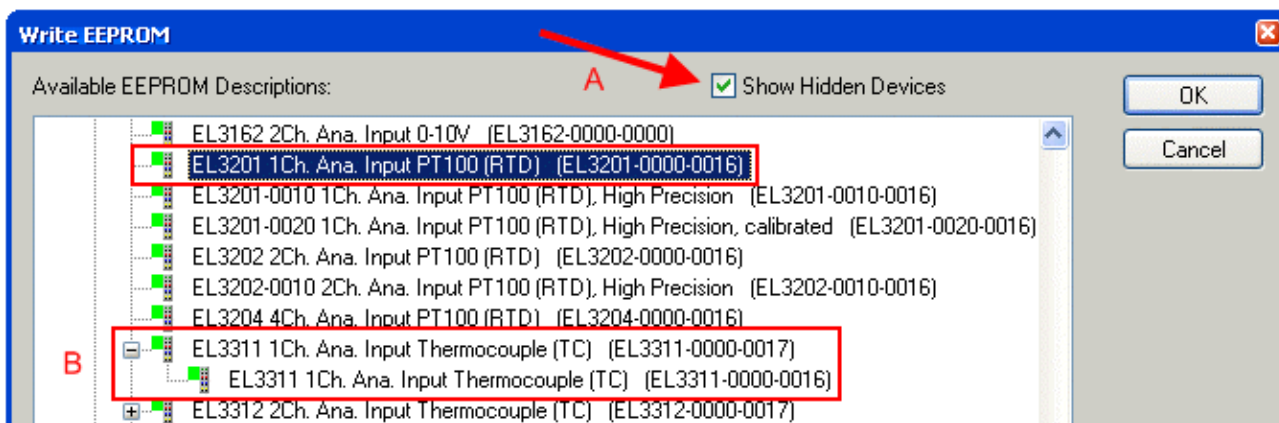 Write EEPROM
Available EEPROM Descriptions:
A
Show Hidden Devices
OK
Cancel
EL3162 2Ch. Ana. Input 0-10V (EL3162-0000-0000)
EL3201 1Ch. Ana. Input PT100 (RTD) (EL3201-0000-0016)
EL3201-0010 1Ch. Ana. Input PT100 (RTD), High Precision (EL3201-0010-0016)
EL3201-0020 1Ch. Ana. Input PT100 (RTD), High Precision, calibrated (EL3201-0020-0016)
EL3202 2Ch. Ana. Input PT100 (RTD) (EL3202-0000-0016)
EL3202-0010 2Ch. Ana. Input PT100 (RTD), High Precision (EL3202-0010-0016)
EL3204 4Ch. Ana. Input PT100 (RTD) (EL3204-0000-0016)
B
EL3311 1Ch. Ana. Input Thermocouple (TC) (EL3311-0000-0017)
EL3311 1Ch. Ana. Input Thermocouple (TC) (EL3311-0000-0016)
EL3312 2Ch. Ana. Input Thermocouple (TC) (EL3312-0000-0017)